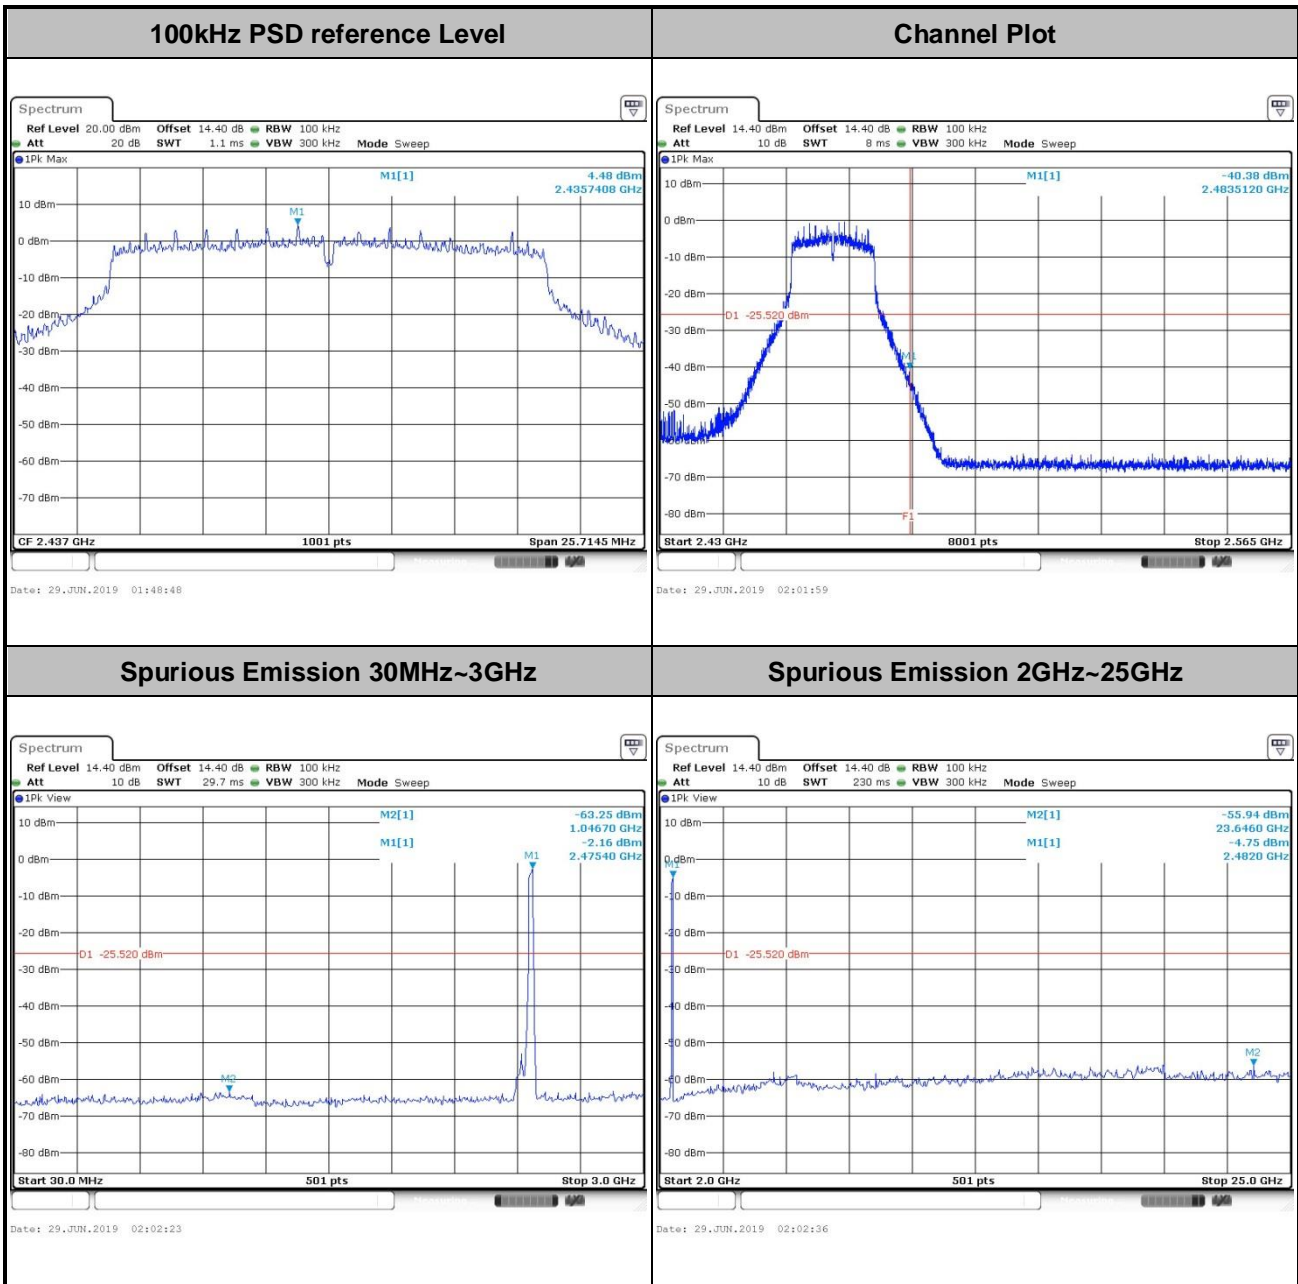 100kHz PSD reference Level
Spectrum
Ref Level 20.00 dBm Offset 14.40 dB RBW 100 kHz
Att 20 dB SWT 1.1 ms VBW 300 kHz Mode Sweep
1Pk Max
M1[1] 4.48 dBm
2.4357408 GHz
10 dBm
M1
0 dBm
-10 dBm
-20 dBm
-30 dBm
-40 dBm
-50 dBm
-60 dBm
-70 dBm
CF 2.437 GHz 1001 pts Span 25.7145 MHz
Date: 29.JUN.2019 01:48:48
Channel Plot
Spectrum
Ref Level 14.40 dBm Offset 14.40 dB RBW 100 kHz
Att 10 dB SWT 8 ms VBW 300 kHz Mode Sweep
1Pk Max
M1[1] -40.38 dBm
2.4835120 GHz
10 dBm
0 dBm
-10 dBm
-20 dBm
D1 -25.520 dBm
-30 dBm
M1
-40 dBm
-50 dBm
-70 dBm
-80 dBm
F1
Start 2.43 GHz 8001 pts Stop 2.565 GHz
Date: 29.JUN.2019 02:01:59
Spurious Emission 30MHz~3GHz
Spectrum
Ref Level 14.40 dBm Offset 14.40 dB RBW 100 kHz
Att 10 dB SWT 29.7 ms VBW 300 kHz Mode Sweep
1Pk View
M2[1] -63.25 dBm
1.04670 GHz
M1[1] -2.16 dBm
2.47540 GHz
10 dBm
0 dBm
M1
-10 dBm
-20 dBm
D1 -25.520 dBm
-30 dBm
-40 dBm
-50 dBm
-60 dBm
M2
-70 dBm
-80 dBm
Start 30.0 MHz 501 pts Stop 3.0 GHz
Date: 29.JUN.2019 02:02:23
Spurious Emission 2GHz~25GHz
Spectrum
Ref Level 14.40 dBm Offset 14.40 dB RBW 100 kHz
Att 10 dB SWT 230 ms VBW 300 kHz Mode Sweep
1Pk View
M2[1] -55.94 dBm
23.6460 GHz
M1[1] -4.75 dBm
2.4820 GHz
10 dBm
0 dBm
M1
-10 dBm
-20 dBm
D1 -25.520 dBm
-30 dBm
-40 dBm
-50 dBm
M2
-60 dBm
-70 dBm
-80 dBm
Start 2.0 GHz 501 pts Stop 25.0 GHz
Date: 29.JUN.2019 02:02:36